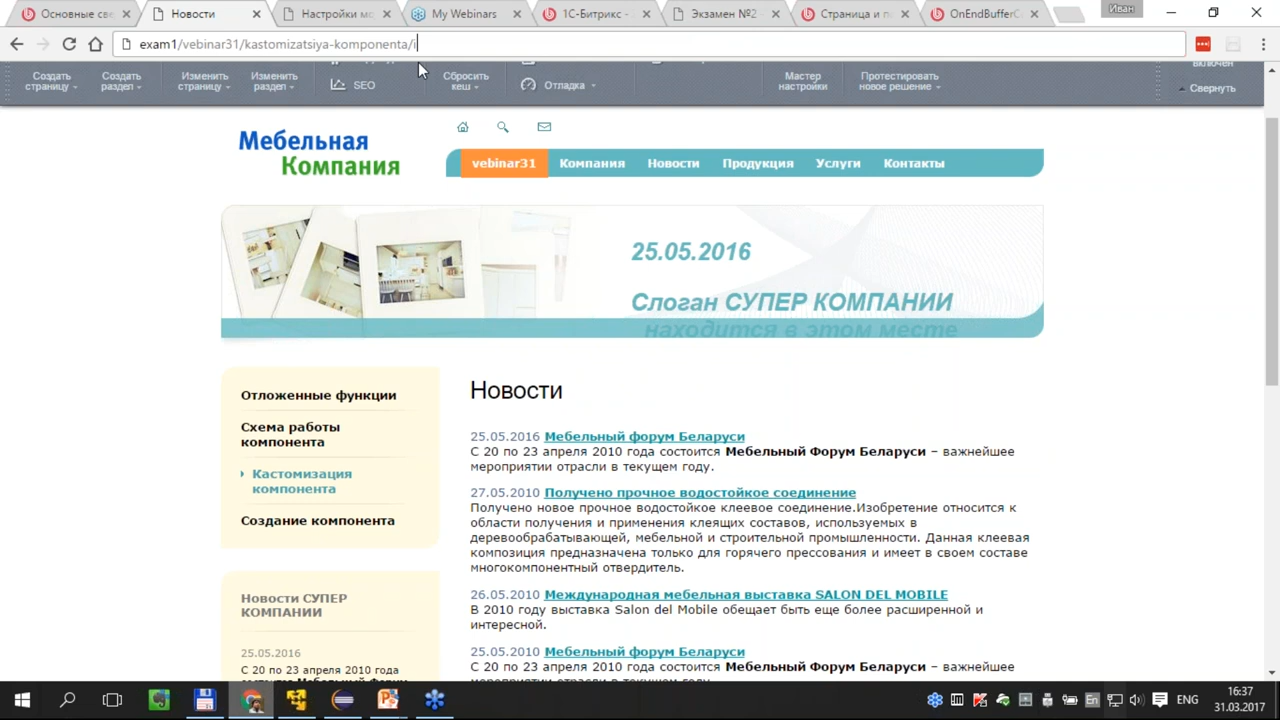 Основные св
Новости
Настройки мо
My Webinars
1С-Битрикс -
Экзамен №2 -
Страница и п
OnEndBufferC
Иван
exam1/vebinar31/kastomizatsiya-komponenta/i
Создать
страницу
Создать
раздел
Изменить
страницу
Изменить
раздел
SEO
Сбросить
кеш
Отладка
Мастер
настройки
Протестировать
новое решение
включен
Свернуть
Мебельная
Компания
vebinar31
Компания
Новости
Продукция
Услуги
Контакты
25.05.2016
Слоган СУПЕР КОМПАНИИ
находится в этом месте
Отложенные функции
Схема работы
компонента
Кастомизация
компонента
Создание компонента
Новости СУПЕР
КОМПАНИИ
25.05.2016
С 20 по 23 апреля 2010 года
Новости
25.05.2016 Мебельный форум Беларуси
С 20 по 23 апреля 2010 года состоится Мебельный Форум Беларуси – важнейшее
мероприятии отрасли в текущем году.
27.05.2010 Получено прочное водостойкое соединение
Получено новое прочное водостойкое клеевое соединение.Изобретение относится к
области получения и применения клеящих составов, используемых в
деревообрабатывающей, мебельной и строительной промышленности. Данная клеевая
композиция предназначена только для горячего прессования и имеет в своем составе
многокомпонентный отвердитель.
26.05.2010 Международная мебельная выставка SALON DEL MOBILE
В 2010 году выставка Salon del Mobile обещает быть еще более расширенной и
интересной.
25.05.2010 Мебельный форум Беларуси
С 20 по 23 апреля 2010 года состоится Мебельный Форум Беларуси – важнейшее
En
ENG
16:37
31.03.2017